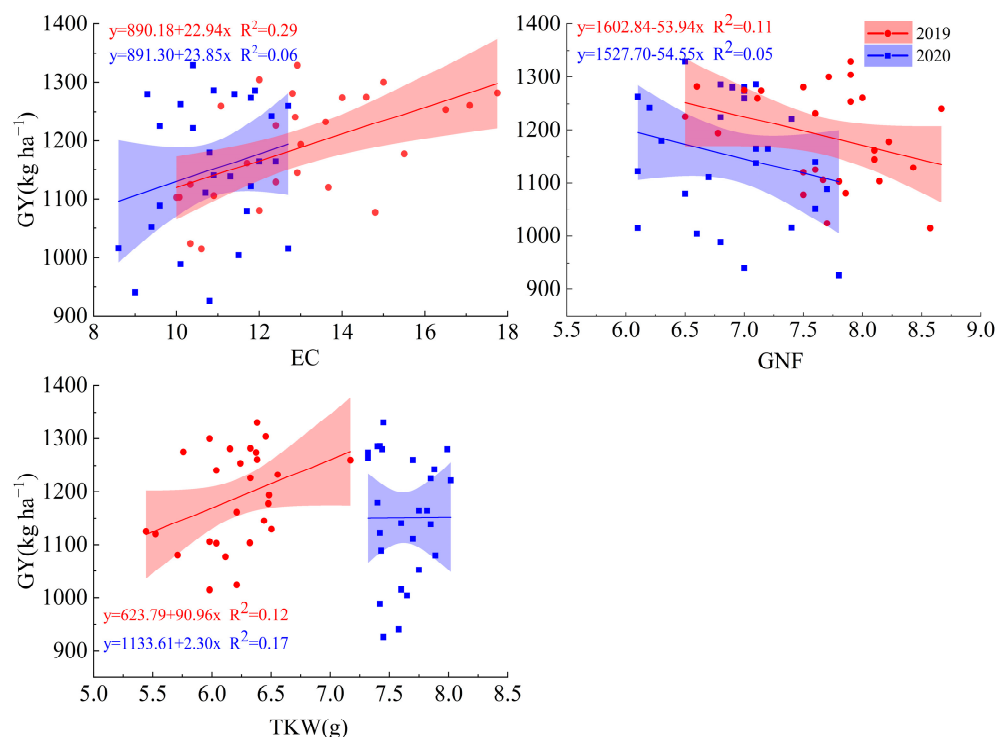 y=890.18+22.94x R²=0.29
y=891.30+23.85x R²=0.06
GY(kg ha⁻¹)
1400
1300
1200
1100
1000
900
8 10 12 14 16 18
EC
y=1602.84-53.94x R²=0.11
y=1527.70-54.55x R²=0.05
2019
2020
1400
1300
1200
1100
1000
900
5.5 6.0 6.5 7.0 7.5 8.0 8.5 9.0
GNF
GY(kg ha⁻¹)
1400
1300
1200
1100
1000
900
y=623.79+90.96x R²=0.12
y=1133.61+2.30x R²=0.17
5.0 5.5 6.0 6.5 7.0 7.5 8.0 8.5
TKW(g)